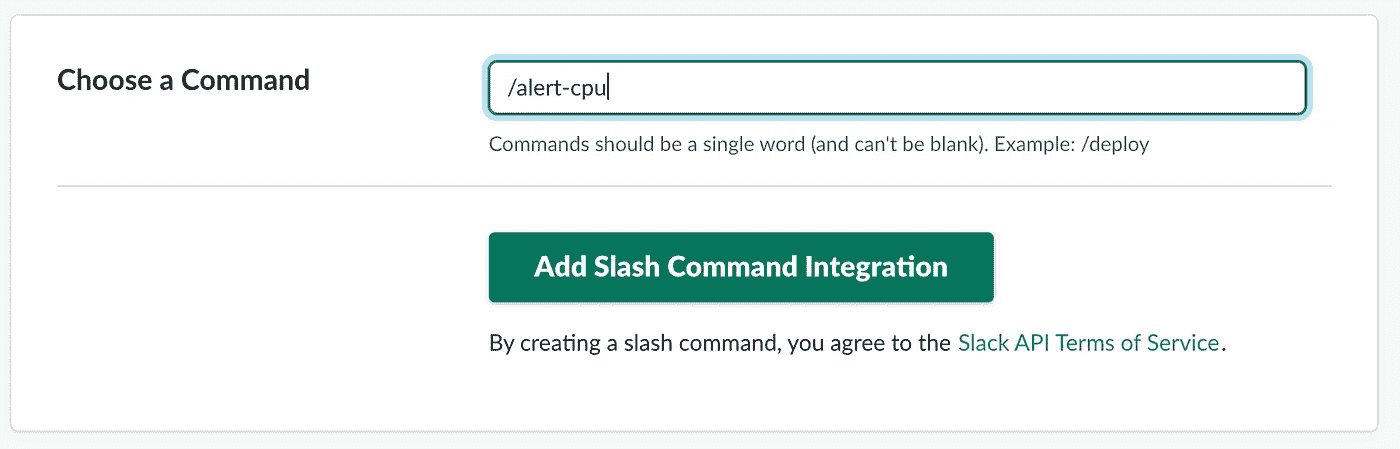 Choose a Command
/alert-cpu
Commands should be a single word (and can't be blank). Example: /deploy
Add Slash Command Integration
By creating a slash command, you agree to the Slack API Terms of Service.